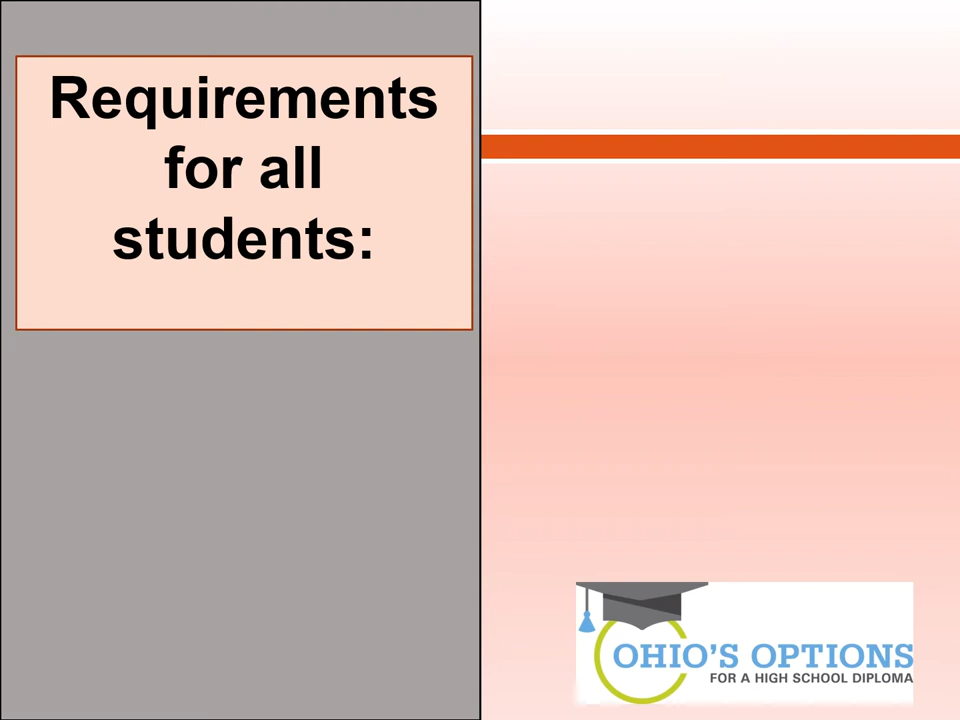 Requirements
for all
students:
OHIO'S OPTIONS
FOR A HIGH SCHOOL DIPLOMA